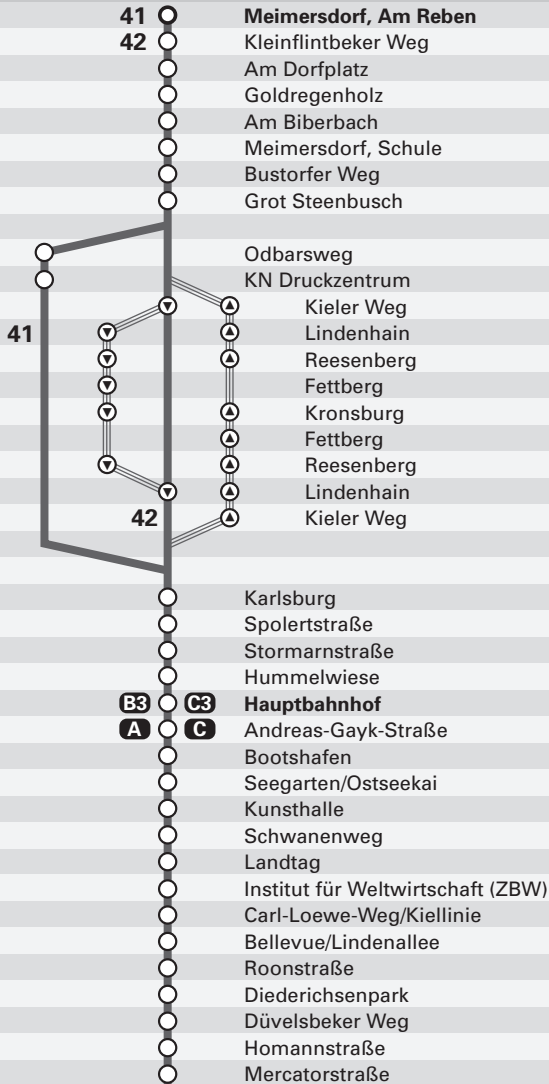 41 Meimersdorf, Am Reben
42 Kleinflintbeker Weg
Am Dorfplatz
Goldregenholz
Am Biberbach
Meimersdorf, Schule
Bustorfer Weg
Grot Steenbusch
Odbarsweg
KN Druckzentrum
Kieler Weg
41 Lindenhain
Reesenberg
Fettberg
Kronsburg
Fettberg
Reesenberg
Lindenhain
42 Kieler Weg
Karlsburg
Spolertstraße
Stormarnstraße
Hummelwiese
B3 C3 Hauptbahnhof
A C Andreas-Gayk-Straße
Bootshafen
Seegarten/Ostseekai
Kunsthalle
Schwanenweg
Landtag
Institut für Weltwirtschaft (ZBW)
Carl-Loewe-Weg/Kiellinie
Bellevue/Lindenallee
Roonstraße
Diederichsenpark
Düvelsbeker Weg
Homannstraße
Mercatorstraße